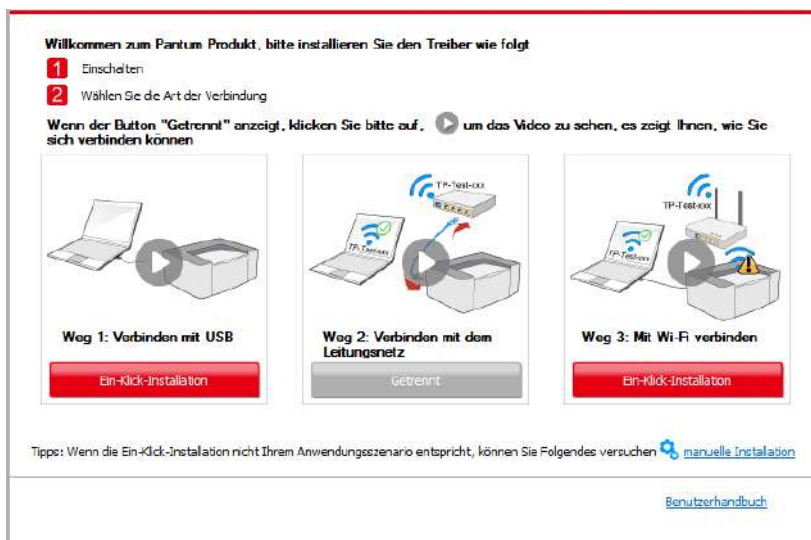 Willkommen zum Pantum Produkt, bitte installieren Sie den Treiber wie folgt
1 Einschalten
2 Wählen Sie die Art der Verbindung
Wenn der Button "Getrennt" anzeigt, klicken Sie bitte auf, um das Video zu sehen, es zeigt Ihnen, wie Sie
sich verbinden können
TP-Test-xxx
TP-Test-xxx
TP-Test-xxx
TP-Test-xxx
Weg 1: Verbinden mit USB
Weg 2: Verbinden mit dem
Leitungsnetz
Weg 3: Mit Wi-Fi verbinden
Ein-Klick-Installation
Getrennt
Ein-Klick-Installation
Tipps: Wenn die Ein-Klick-Installation nicht Ihrem Anwendungsszenario entspricht, können Sie Folgendes versuchen manuelle Installation
Benutzerhandbuch